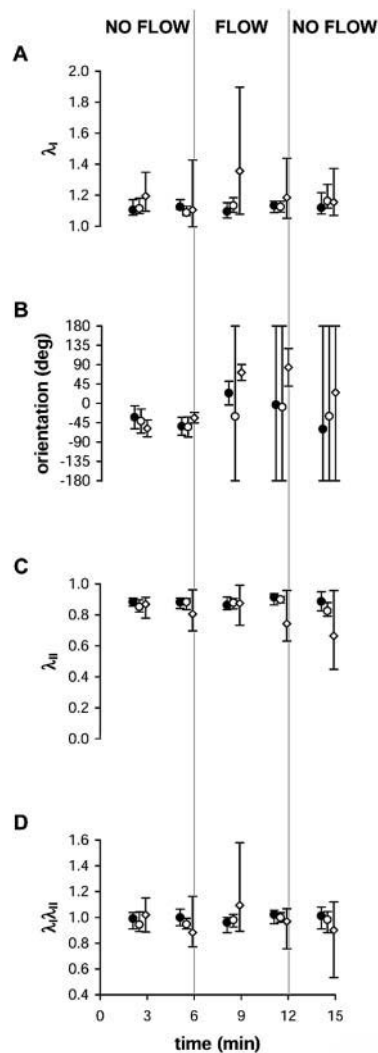 NO FLOW FLOW NO FLOW
A
2.0
1.8
1.6
λI
1.4
1.2
1.0
B
180
135
90
45
orientation (deg)
0
-45
-90
-135
-180
C
1.0
0.8
0.6
λII
0.4
0.2
0.0
D
1.6
1.4
1.2
λIλII
1.0
0.8
0.6
0.4
0 3 6 9 12 15
time (min)